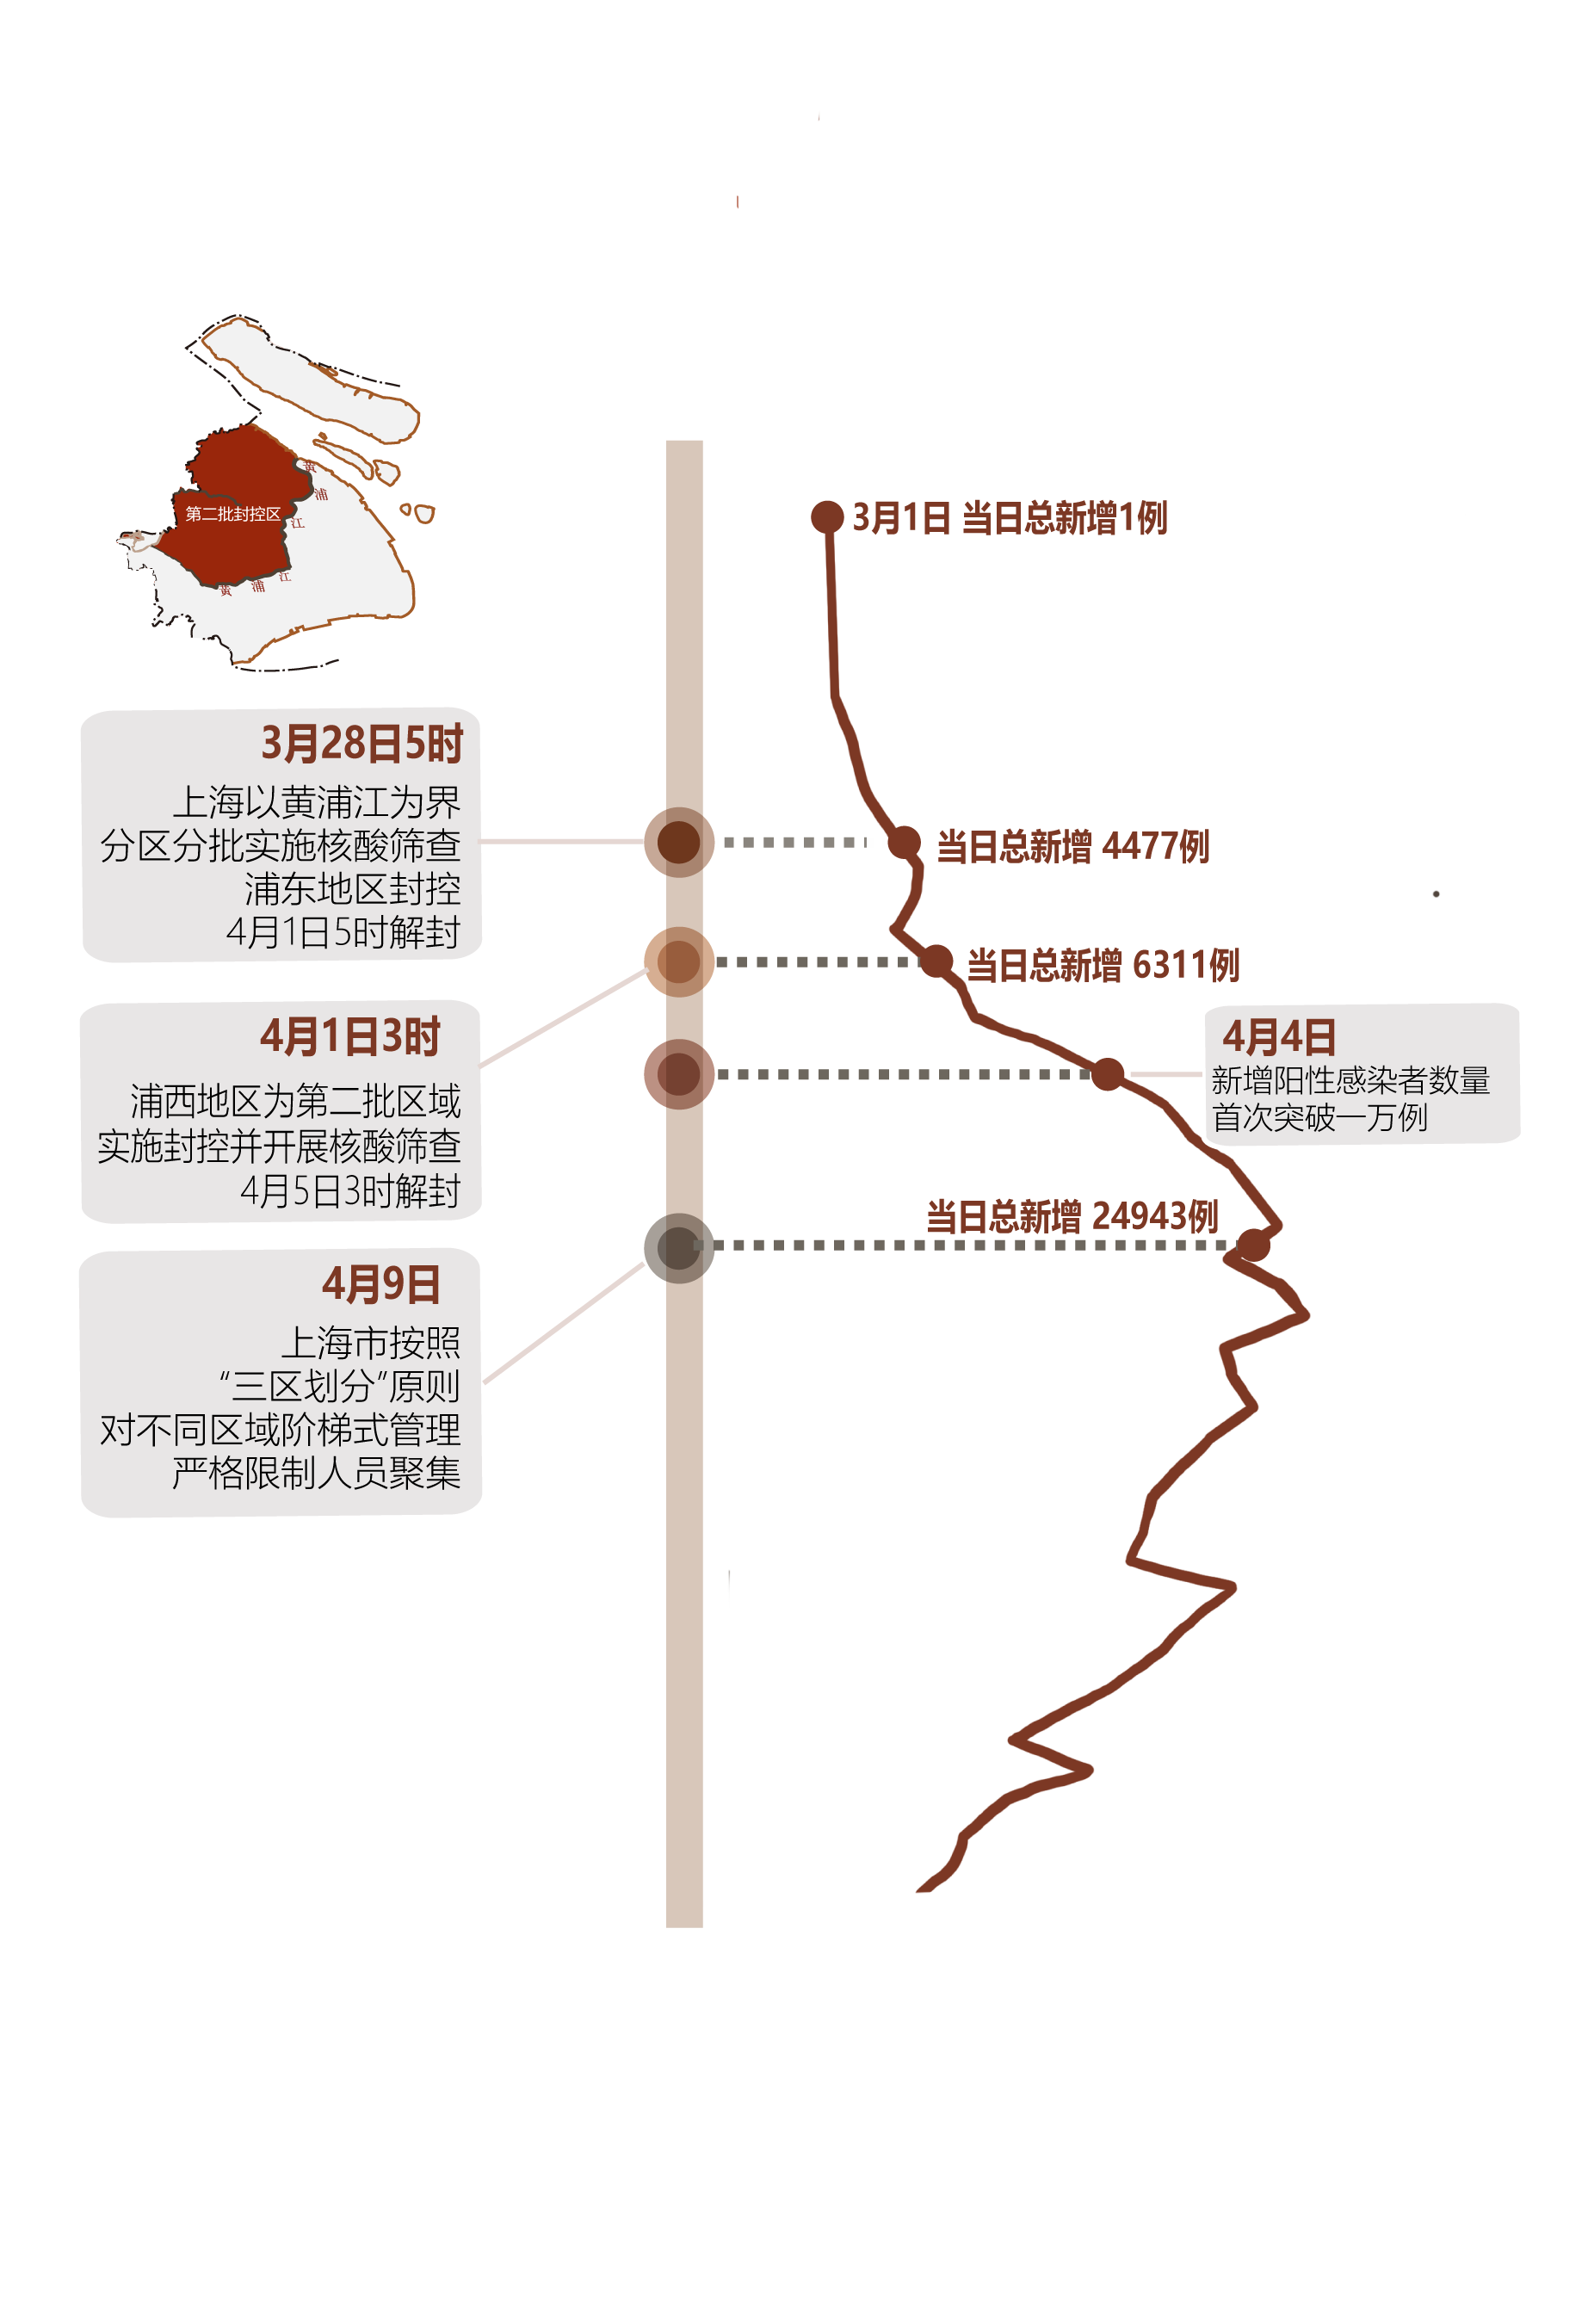 黄
浦
第二批封控区
江
黄 浦 江
3月1日 当日总新增1例
3月28日5时
上海以黄浦江为界
分区分批实施核酸筛查
浦东地区封控
4月1日5时解封
当日总新增 4477例
当日总新增 6311例
4月1日3时
浦西地区为第二批区域
实施封控并开展核酸筛查
4月5日3时解封
4月4日
新增阳性感染者数量
首次突破一万例
当日总新增 24943例
4月9日
上海市按照
“三区划分”原则
对不同区域阶梯式管理
严格限制人员聚集